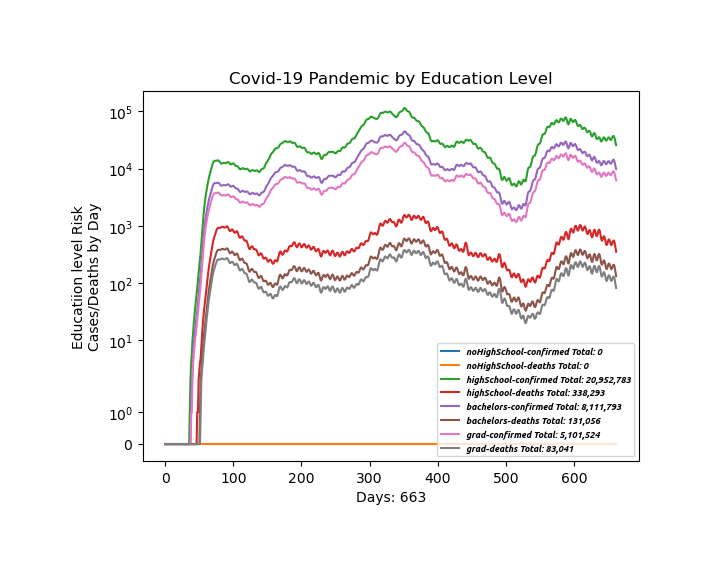 Covid-19 Pandemic by Education Level
Educatiion level Risk
Cases/Deaths by Day
10^5
10^4
10^3
10^2
10^1
10^0
0
noHighSchool-confirmed Total: 0
noHighSchool-deaths Total: 0
highSchool-confirmed Total: 20,952,783
highSchool-deaths Total: 338,293
bachelors-confirmed Total: 8,111,793
bachelors-deaths Total: 131,056
grad-confirmed Total: 5,101,524
grad-deaths Total: 83,041
0 100 200 300 400 500 600
Days: 663